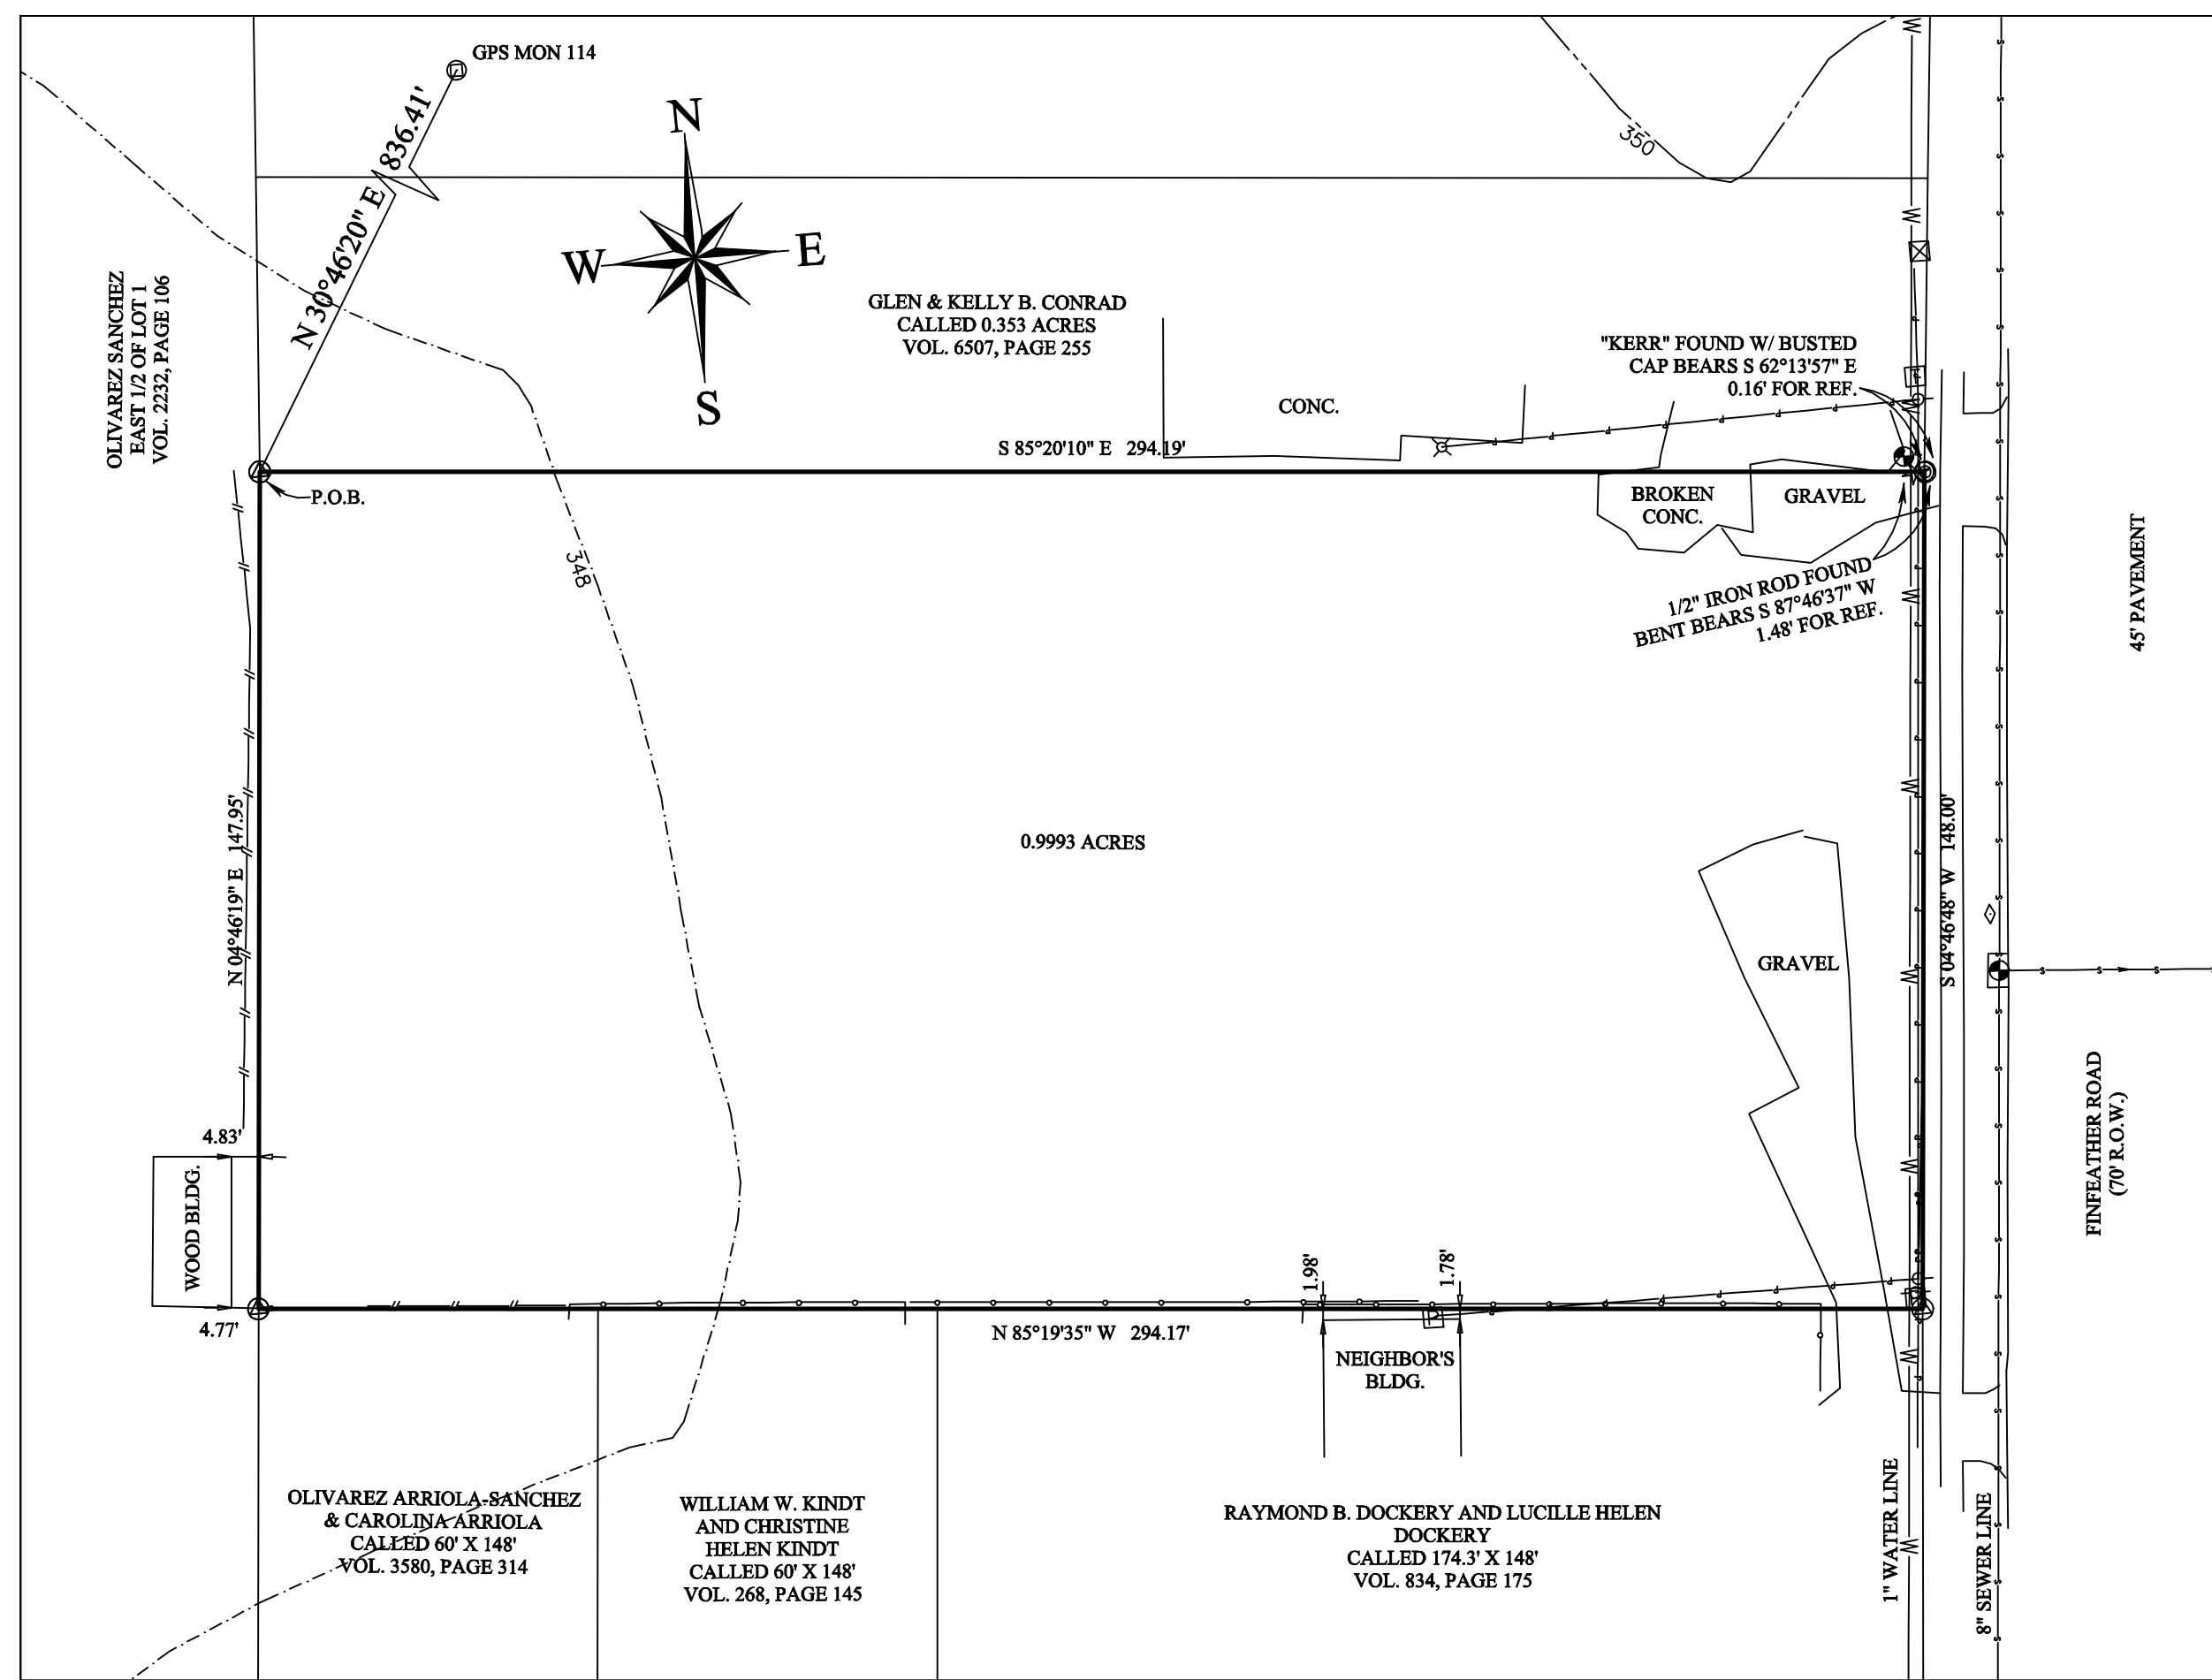 GPS MON 114
N 30°46'20" E 836.41'
N
W
E
S
350
OLIVAREZ SANCHEZ
EAST 1/2 OF LOT 1
VOL. 2232, PAGE 106
GLEN & KELLY B. CONRAD
CALLED 0.353 ACRES
VOL. 6507, PAGE 255
"KERR" FOUND W/ BUSTED
CAP BEARS S 62°13'57" E
0.16' FOR REF.
CONC.
S 85°20'10" E 294.19'
P.O.B.
BROKEN
CONC.
GRAVEL
348
1/2" IRON ROD FOUND
BENT BEARS S 87°46'37" W
1.48' FOR REF.
45' PAVEMENT
N 04°46'19" E 147.95'
0.9993 ACRES
S 04°46'48" W 148.00'
GRAVEL
FINFEATHER ROAD
(70' R.O.W.)
4.83'
WOOD BLDG.
4.77'
1.98'
1.78'
N 85°19'35" W 294.17'
NEIGHBOR'S
BLDG.
OLIVAREZ ARRIOLA-SANCHEZ
& CAROLINA ARRIOLA
CALLED 60' X 148'
VOL. 3580, PAGE 314
WILLIAM W. KINDT
AND CHRISTINE
HELEN KINDT
CALLED 60' X 148'
VOL. 268, PAGE 145
RAYMOND B. DOCKERY AND LUCILLE HELEN
DOCKERY
CALLED 174.3' X 148'
VOL. 834, PAGE 175
1" WATER LINE
8" SEWER LINE